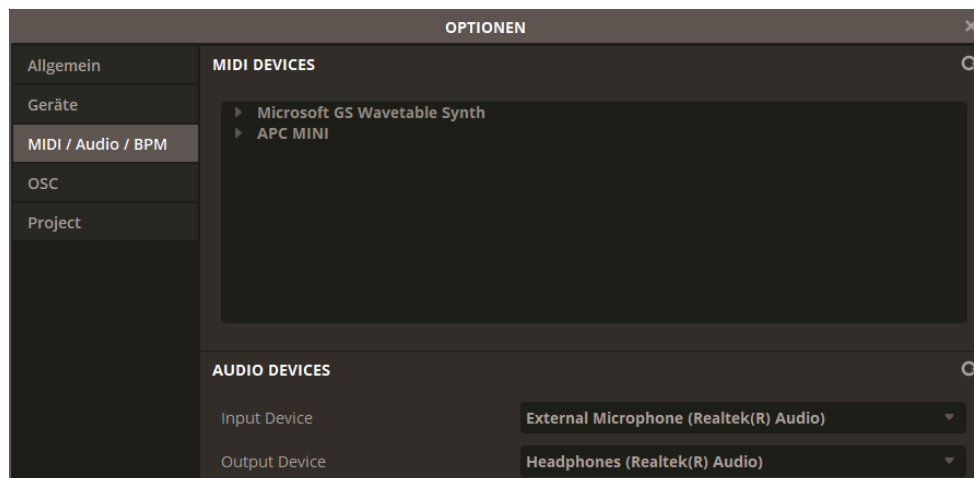 OPTIONEN
Allgemein
Geräte
MIDI / Audio / BPM
OSC
Project
MIDI DEVICES
Microsoft GS Wavetable Synth
APC MINI
AUDIO DEVICES
Input Device
External Microphone (Realtek(R) Audio)
Output Device
Headphones (Realtek(R) Audio)